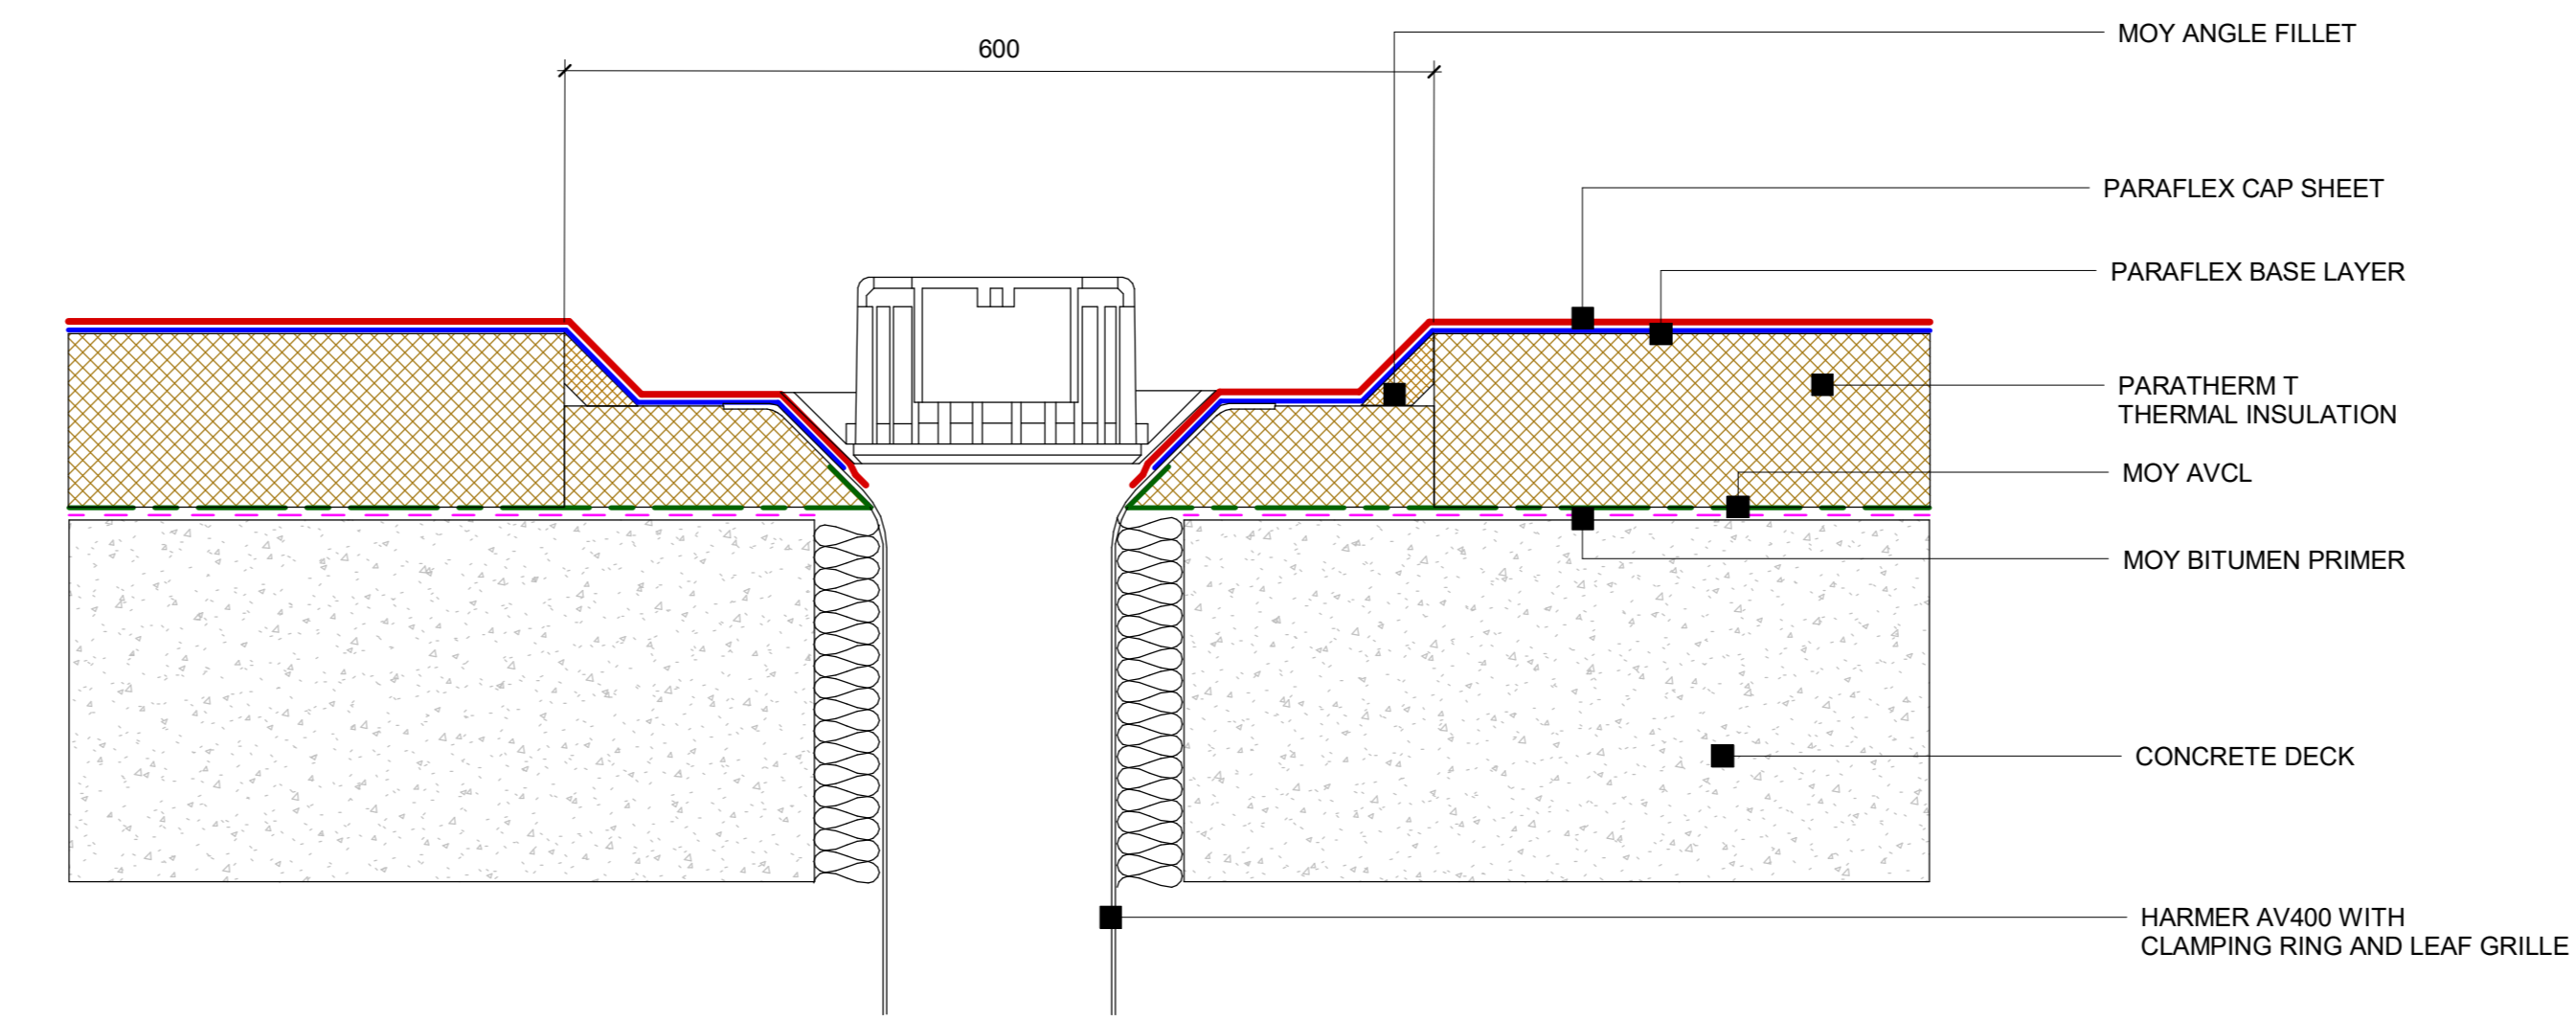 600
MOY ANGLE FILLET
PARAFLEX CAP SHEET
PARAFLEX BASE LAYER
PARATHERM T
THERMAL INSULATION
MOY AVCL
MOY BITUMEN PRIMER
CONCRETE DECK
HARMER AV400 WITH
CLAMPING RING AND LEAF GRILLE